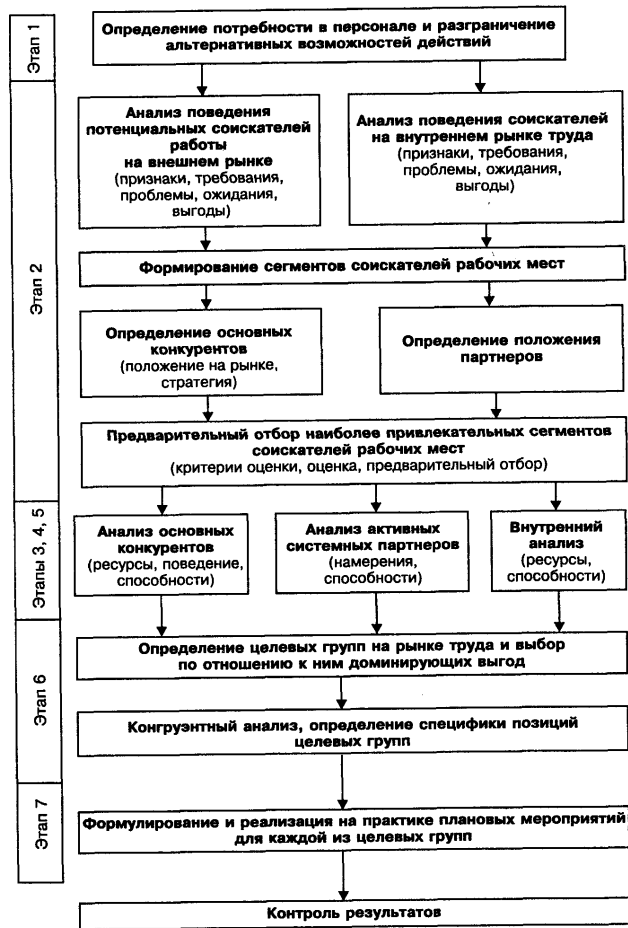 Этап 1
Определение потребности в персонале и разграничение
альтернативных возможностей действий
Этап 2
Анализ поведения
потенциальных соискателей
работы
на внешнем рынке
(признаки, требования,
проблемы, ожидания,
выгоды)
Анализ поведения соискателей
на внутреннем рынке труда
(признаки, требования,
проблемы, ожидания,
выгоды)
Формирование сегментов соискателей рабочих мест
Определение основных
конкурентов
(положение на рынке,
стратегия)
Определение положения
партнеров
Предварительный отбор наиболее привлекательных сегментов
соискателей рабочих мест
(критерии оценки, оценка, предварительный отбор)
Этапы 3, 4, 5
Анализ основных
конкурентов
(ресурсы, поведение,
способности)
Анализ активных
системных партнеров
(намерения,
способности)
Внутренний
анализ
(ресурсы,
способности)
Этап 6
Определение целевых групп на рынке труда и выбор
по отношению к ним доминирующих выгод
Конгруэнтный анализ, определение специфики позиций
целевых групп
Этап 7
Формулирование и реализация на практике плановых мероприятий
для каждой из целевых групп
Контроль результатов